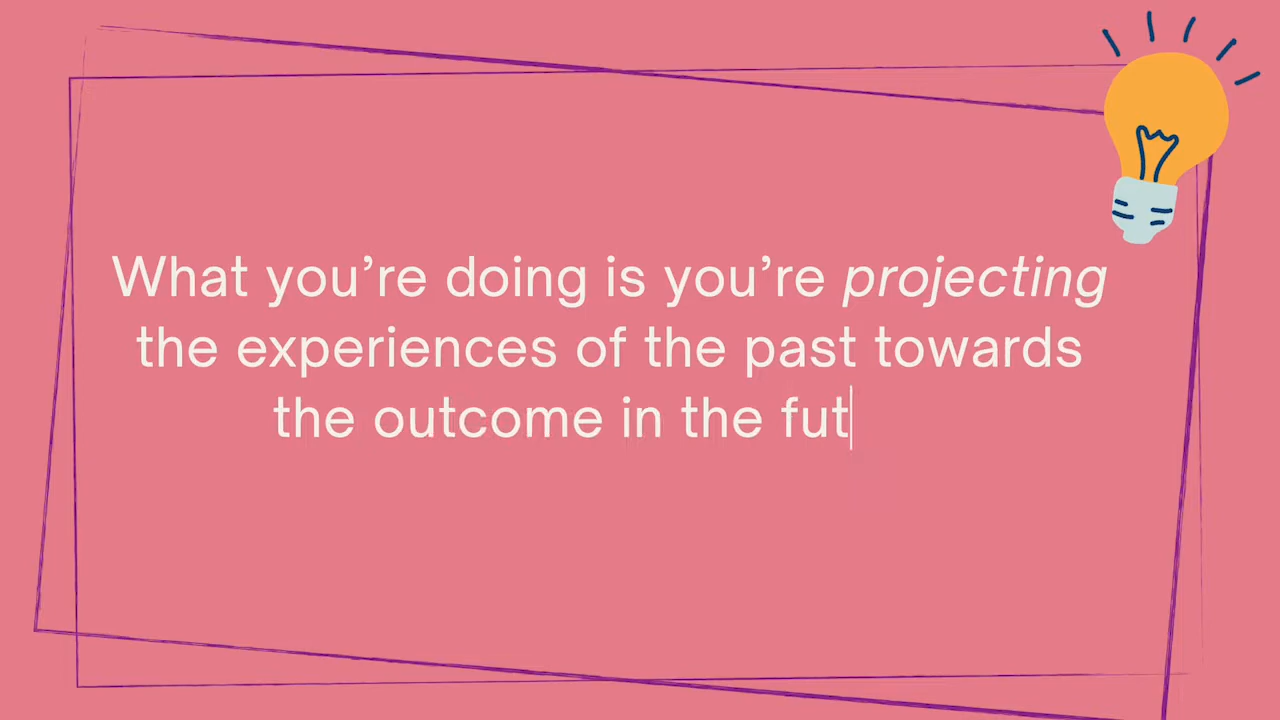 What you’re doing is you’re projecting
the experiences of the past towards
the outcome in the fut